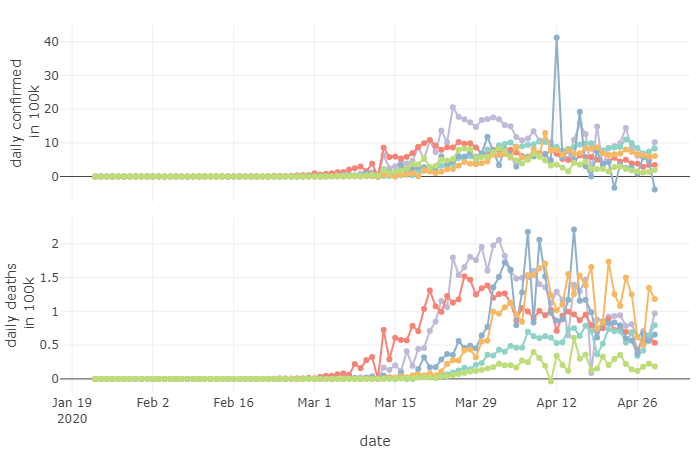 daily confirmed
in 100k
40
30
20
10
0
daily deaths
in 100k
2
1.5
1
0.5
0
Jan 19
2020
Feb 2
Feb 16
Mar 1
Mar 15
Mar 29
Apr 12
Apr 26
date